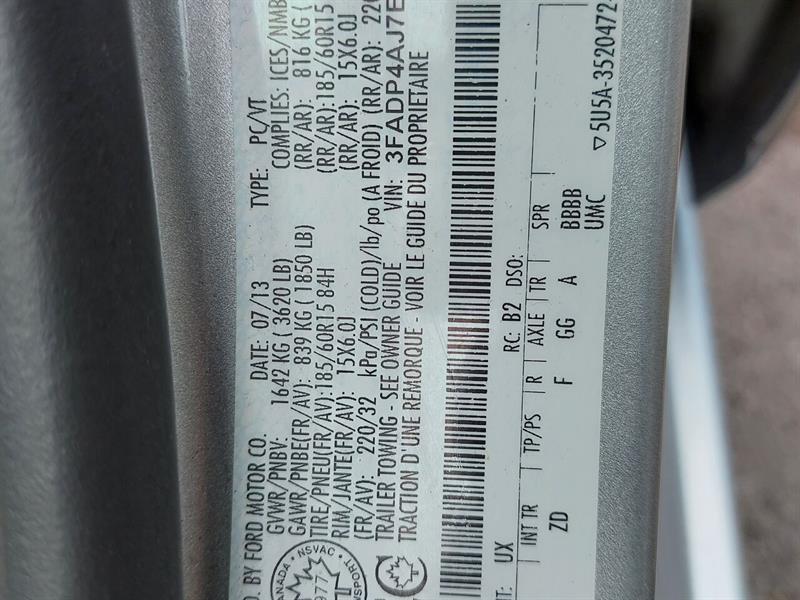 D. BY FORD MOTOR CO.
DATE: 07/13 TYPE: PC/VT
GVWR/PNBV: 1642 KG ( 3620 LB) COMPLIES: ICES/NMB
GAWR/PNBE(FR/AV): 839 KG ( 1850 LB) (RR/AR): 816 KG (
TIRE/PNEU(FR/AV):185/60R15 84H (RR/AR):185/60R15
RIM/JANTE(FR/AV): 15X6.0J (RR/AR): 15X6.0J
(FR/AV): 220/32 kPa/PSI (COLD)/lb/po (A FROID) (RR/AR): 220
TRAILER TOWING - SEE OWNER GUIDE VIN: 3FADP4AJ7E
TRACTION D'UNE REMORQUE - VOIR LE GUIDE DU PROPRIETAIRE
NSVAC
977
UX RC: B2 DSO:
INT TR TP/PS R AXLE TR SPR
ZD F GG A BBBB
UMC
▽5U5A-3520472-